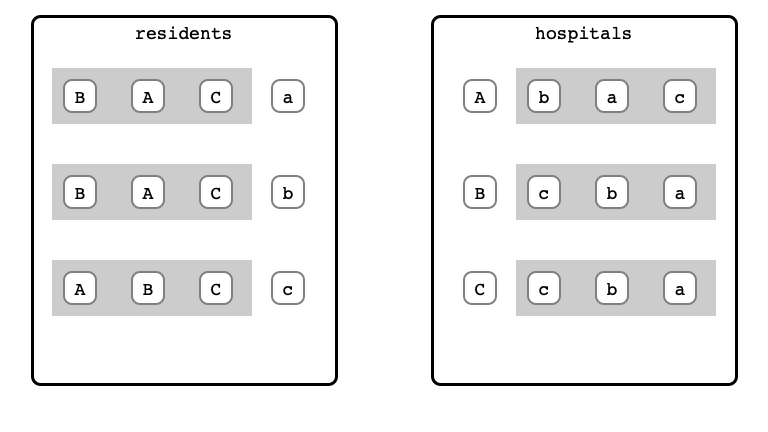 residents
B A C a
B A C b
A B C c
hospitals
A b a c
B c b a
C c b a